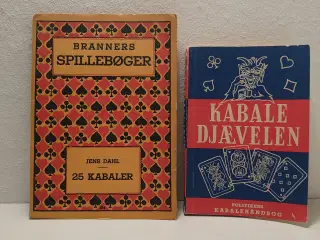 BRANNERS
SPILLEBØGER
JENS DAHL
25 KABALER
KABALE
DJÆVELEN
POLITIKENS
KABALEHÅNDBOG